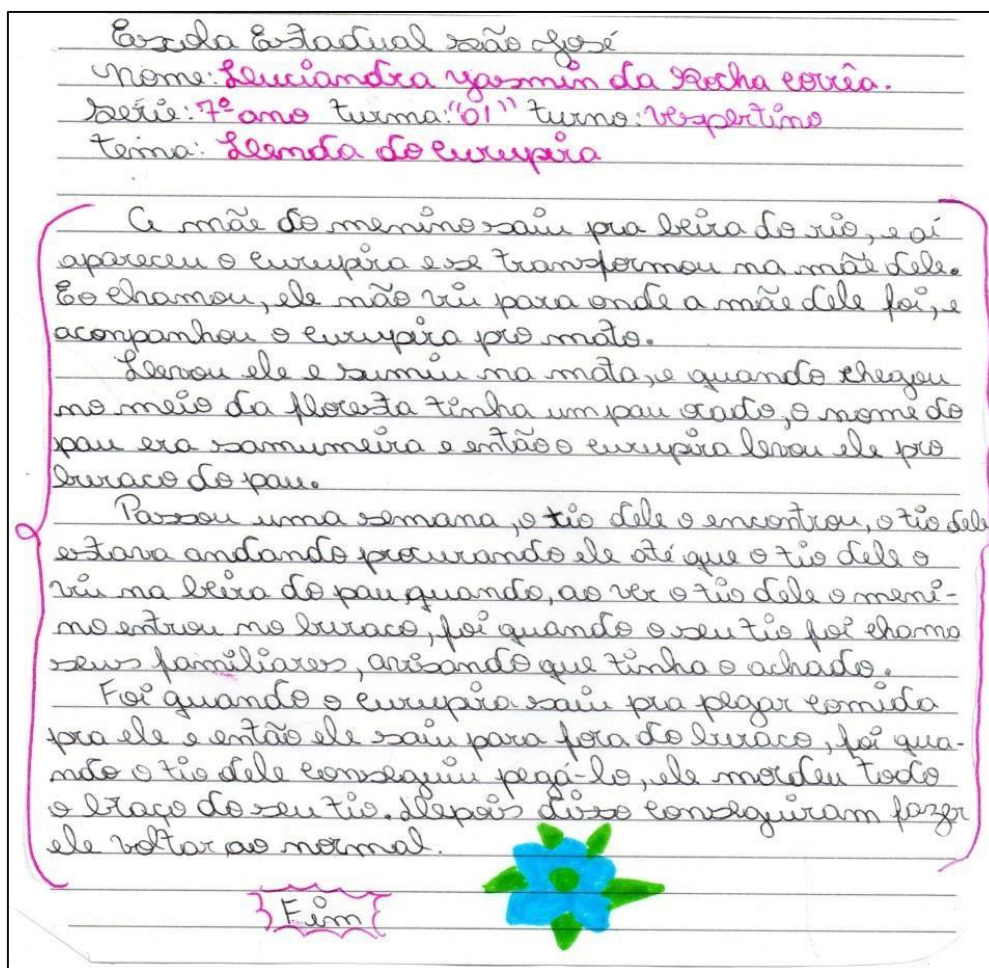 Escola Estadual são José
Nome: Leuciandra yasmin da Rocha corrêa.
Série: 7º ano turma: "01" turno: vespertino
tema: Lenda do curupira
A mãe do menino saiu pra beira do rio, e aí
apareceu o curupira e se transformou na mãe dele.
E o chamou, ele não viu para onde a mãe dele foi, e
aconpanhou o curupira pro mato.
Levou ele e sumiu na mata, e quando chegou
no meio da floresta tinha um pau orado, o nome do
pau era samumeira e então o curupira levou ele pro
buraco do pau.
Passou uma semana, o tio dele o encontrou, o tio dele
estava andando procurando ele até que o tio dele o
viu na beira do pau quando, ao ver o tio dele o meni-
no entrou no buraco, foi quando o seu tio foi chama
seus familiares, avisando que tinha o achado.
Foi quando o curupira saiu pra pegar comida
pra ele e então ele saiu para fora do buraco, foi qua-
ndo o tio dele conseguiu pegá-lo, ele mordeu todo
o braço do seu tio. Depois disso conseguiram fazer
ele voltar ao normal.
Fim